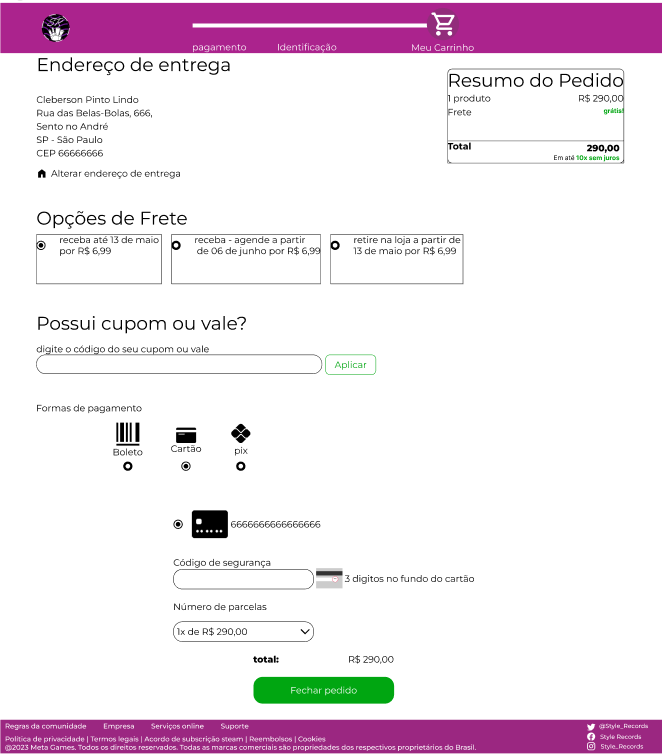 SR
pagamento Identificação Meu Carrinho
Endereço de entrega
Cleberson Pinto Lindo
Rua das Belas-Bolas, 666,
Sento no André
SP - São Paulo
CEP 66666666
Alterar endereço de entrega
Resumo do Pedido
1 produto R$ 290,00
Frete grátis!
Total 290,00
Em até 10x sem juros
Opções de Frete
receba até 13 de maio
por R$ 6,99
receba - agende a partir
de 06 de junho por R$ 6,99
retire na loja a partir de
13 de maio por R$ 6,99
Possui cupom ou vale?
digite o código do seu cupom ou vale
Aplicar
Formas de pagamento
Boleto Cartão pix
6666666666666666
Código de segurança
3 digitos no fundo do cartão
Número de parcelas
1x de R$ 290,00
total: R$ 290,00
Fechar pedido
Regras da comunidade Empresa Serviços online Suporte
Política de privacidade | Termos legais | Acordo de subscrição steam | Reembolsos | Cookies
@2023 Meta Games. Todos os direitos reservados. Todas as marcas comerciais são propriedades dos respectivos proprietários do Brasil.
@Style_Records
Style Records
Style_Records